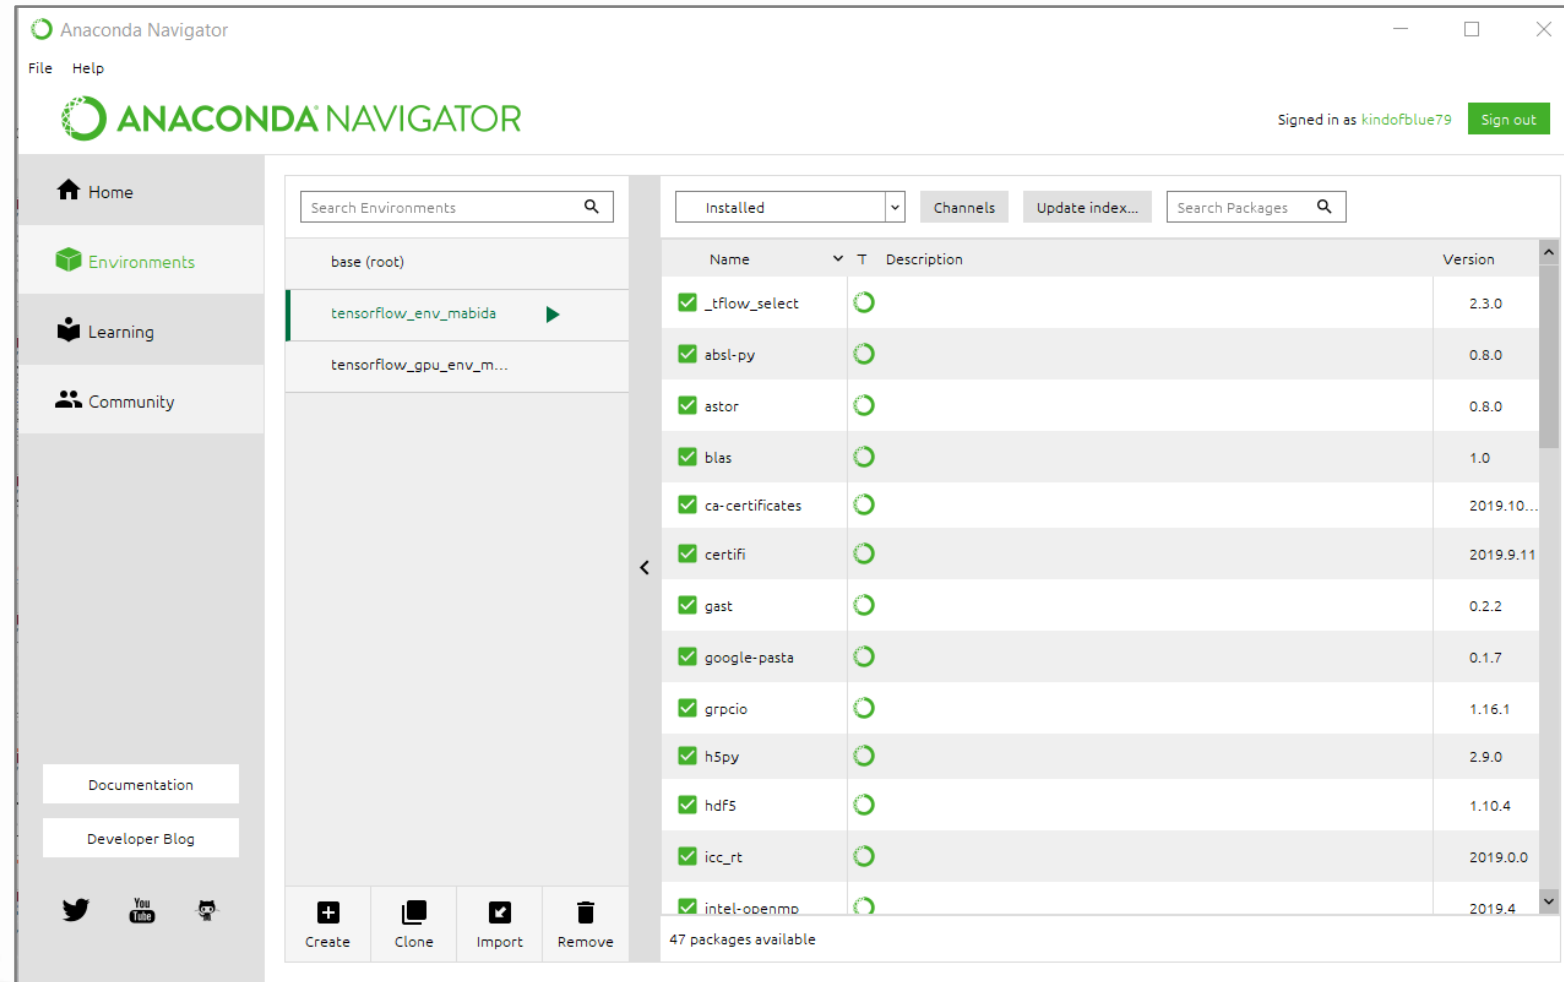 Anaconda Navigator
File Help
ANACONDA NAVIGATOR
Signed in as kindofblue79 Sign out
Home
Environments
Learning
Community
Documentation
Developer Blog
You
Tube
Search Environments
base (root)
tensorflow_env_mabida
tensorflow_gpu_env_m...
Create Clone Import Remove
Installed Channels Update index... Search Packages
Name T Description Version
_tflow_select 2.3.0
absl-py 0.8.0
astor 0.8.0
blas 1.0
ca-certificates 2019.10...
certifi 2019.9.11
gast 0.2.2
google-pasta 0.1.7
grpcio 1.16.1
h5py 2.9.0
hdf5 1.10.4
icc_rt 2019.0.0
intel-openmp 2019.4
47 packages available